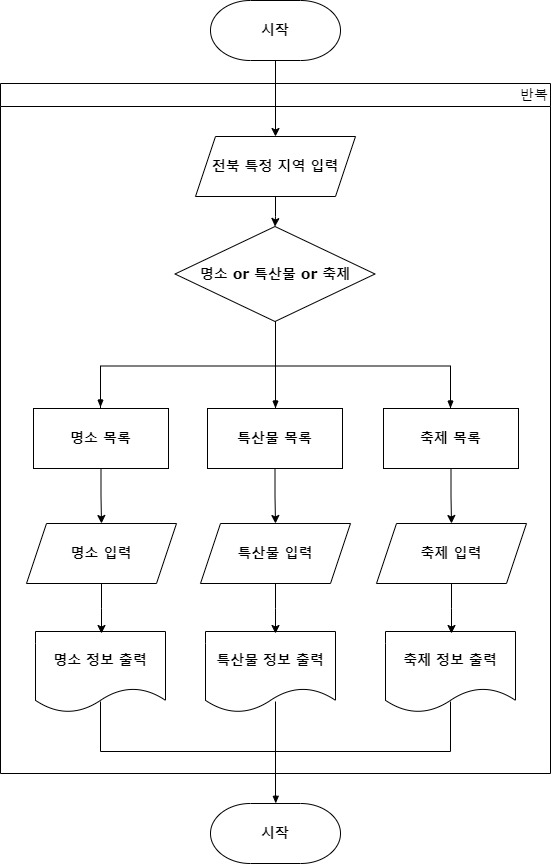 시작
반복
전북 특정 지역 입력
명소 or 특산물 or 축제
명소 목록
특산물 목록
축제 목록
명소 입력
특산물 입력
축제 입력
명소 정보 출력
특산물 정보 출력
축제 정보 출력
시작